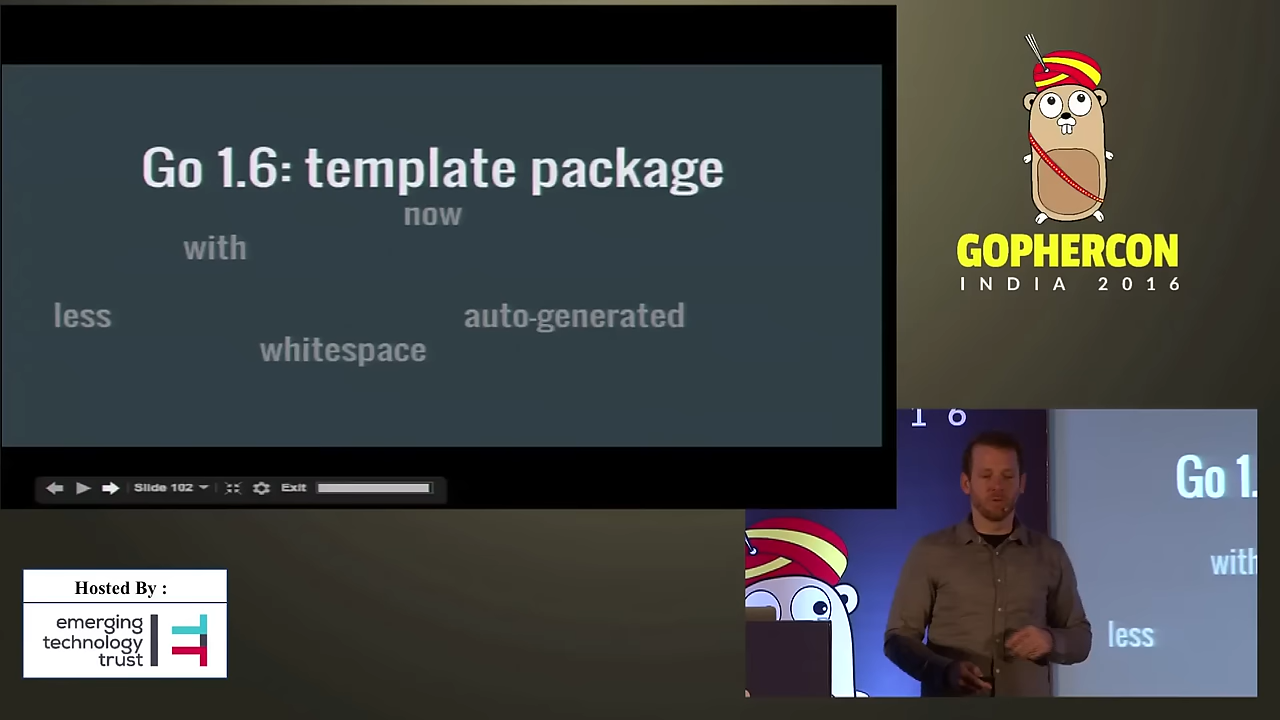 Go 1.6: template package
now
with
less
auto-generated
whitespace
Slide 102
Exit
GOPHERCON
INDIA 2016
1 6
Go 1.
with
less
Hosted By :
emerging
technology
trust